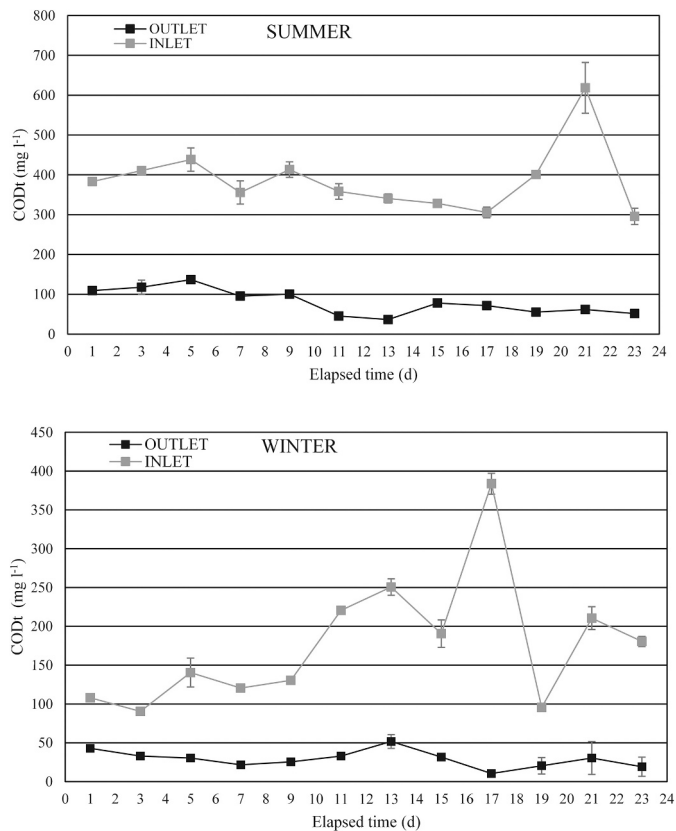 800
OUTLET SUMMER
INLET
700
600
500
400
300
200
100
0
CODt (mg l-1)
0 1 2 3 4 5 6 7 8 9 10 11 12 13 14 15 16 17 18 19 20 21 22 23 24
Elapsed time (d)
450
OUTLET WINTER
INLET
400
350
300
250
200
150
100
50
0
CODt (mg l-1)
0 1 2 3 4 5 6 7 8 9 10 11 12 13 14 15 16 17 18 19 20 21 22 23 24
Elapsed time (d)